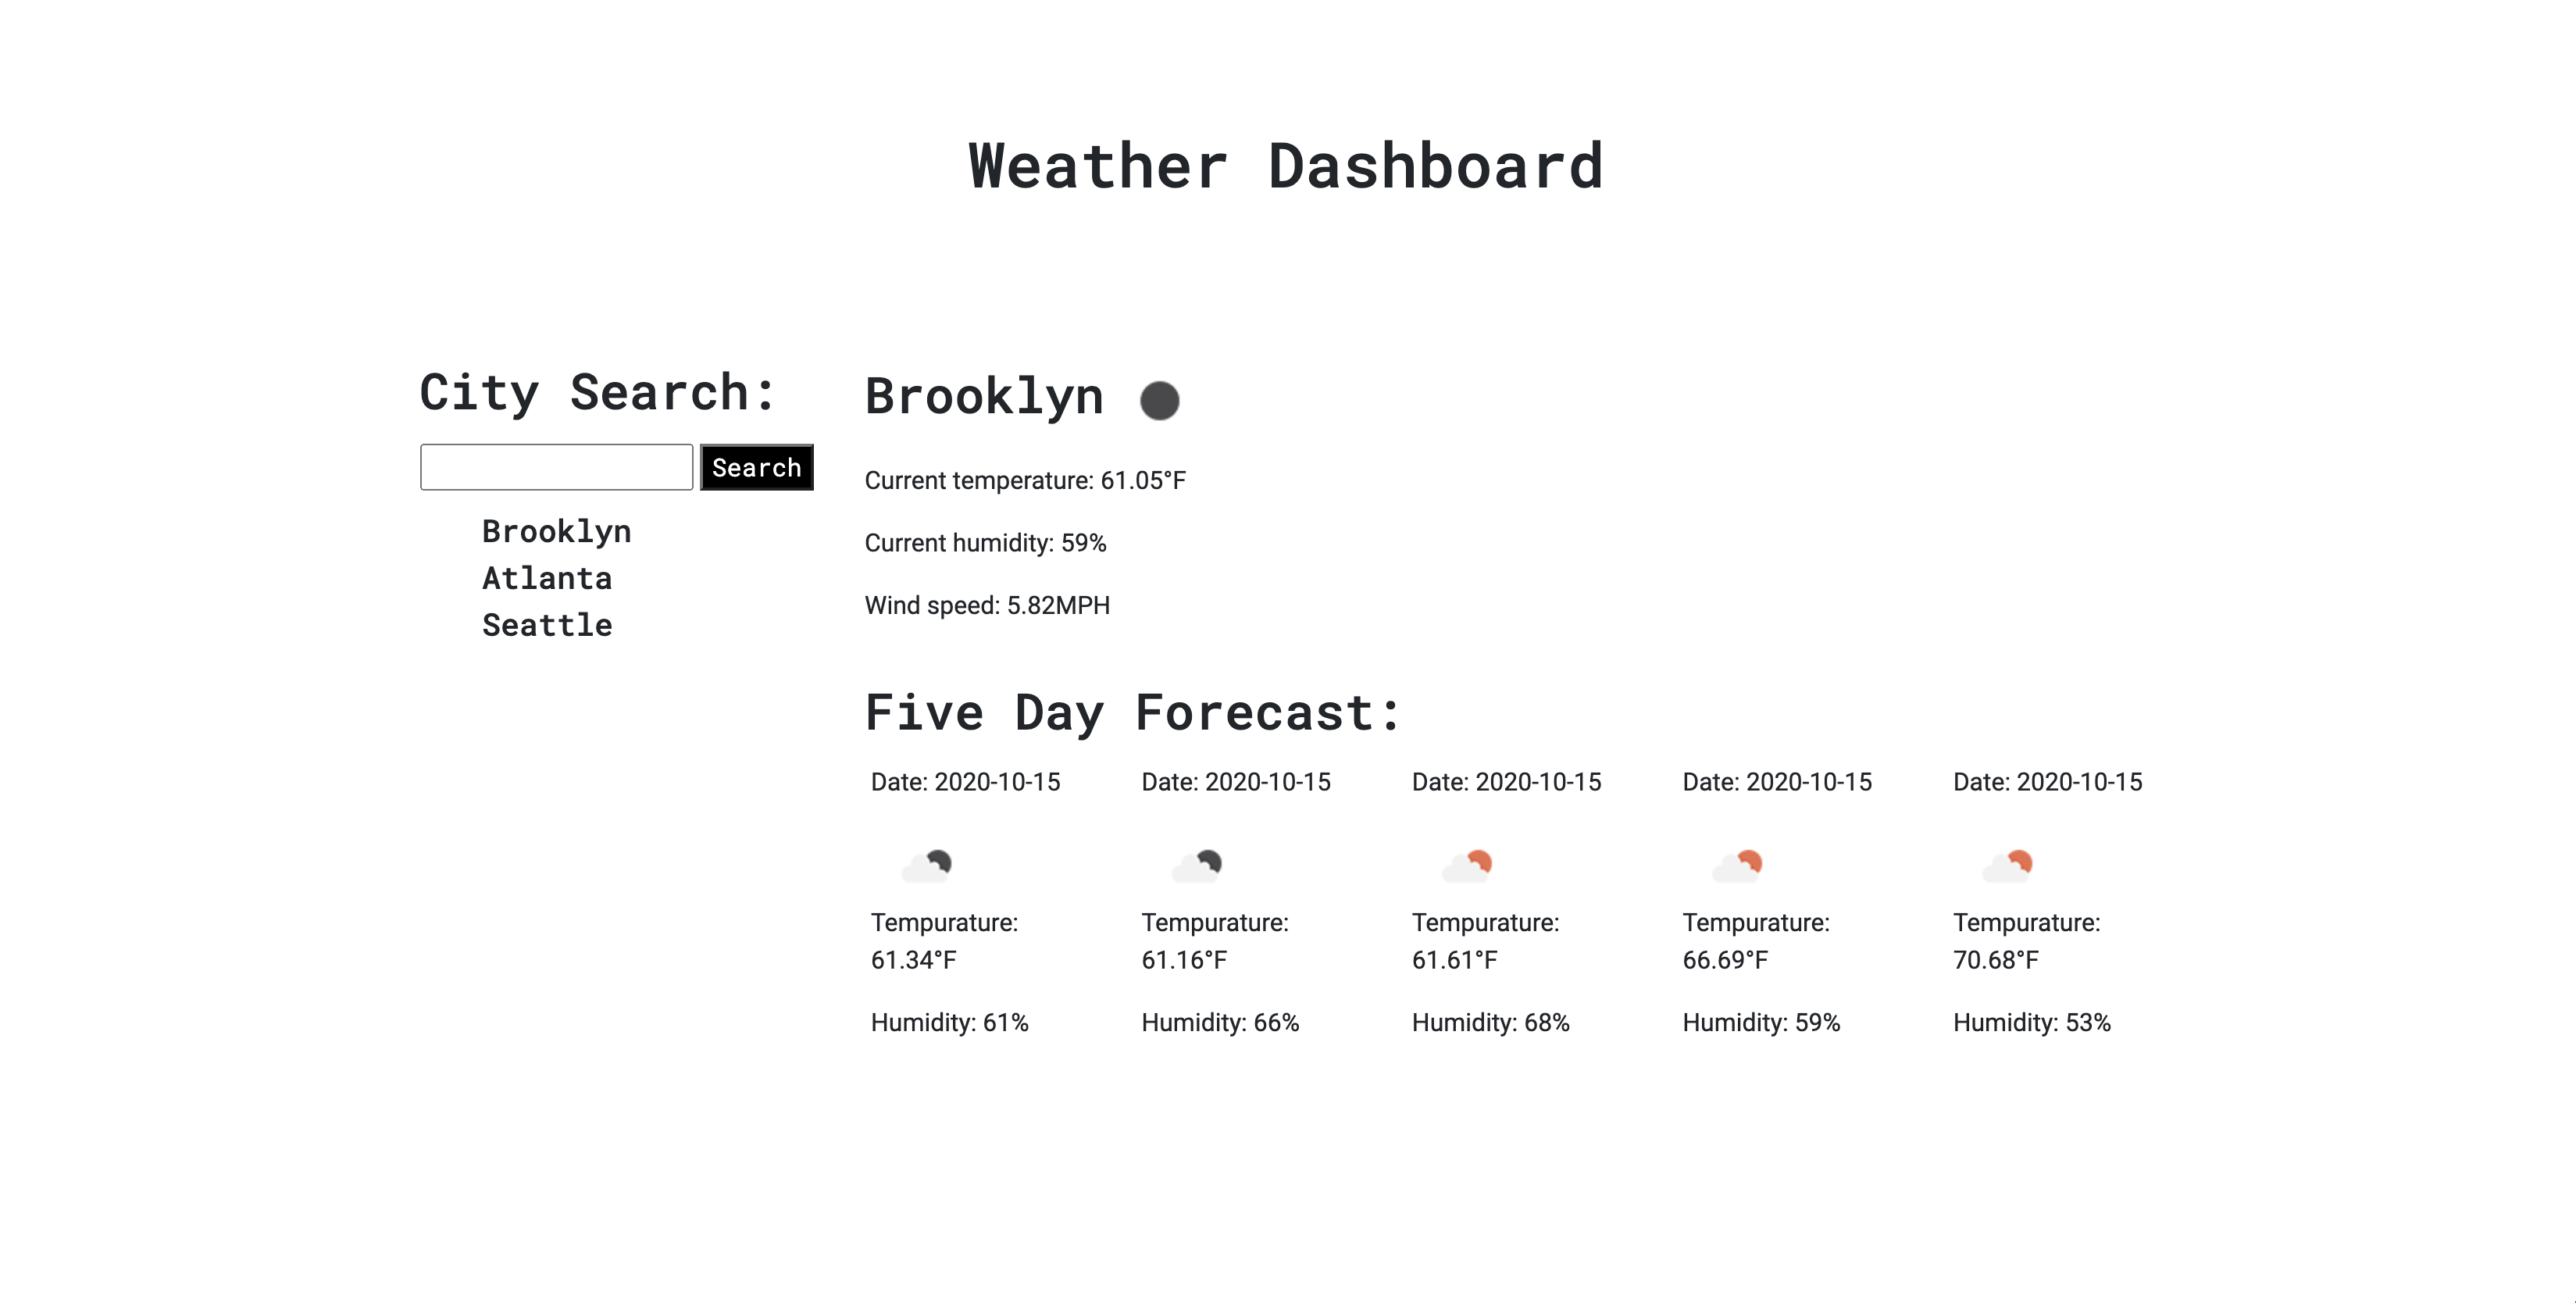 Weather Dashboard
City Search:
Search
Brooklyn
Atlanta
Seattle
Brooklyn
Current temperature: 61.05°F
Current humidity: 59%
Wind speed: 5.82MPH
Five Day Forecast:
Date: 2020-10-15
Tempurature:
61.34°F
Humidity: 61%
Date: 2020-10-15
Tempurature:
61.16°F
Humidity: 66%
Date: 2020-10-15
Tempurature:
61.61°F
Humidity: 68%
Date: 2020-10-15
Tempurature:
66.69°F
Humidity: 59%
Date: 2020-10-15
Tempurature:
70.68°F
Humidity: 53%